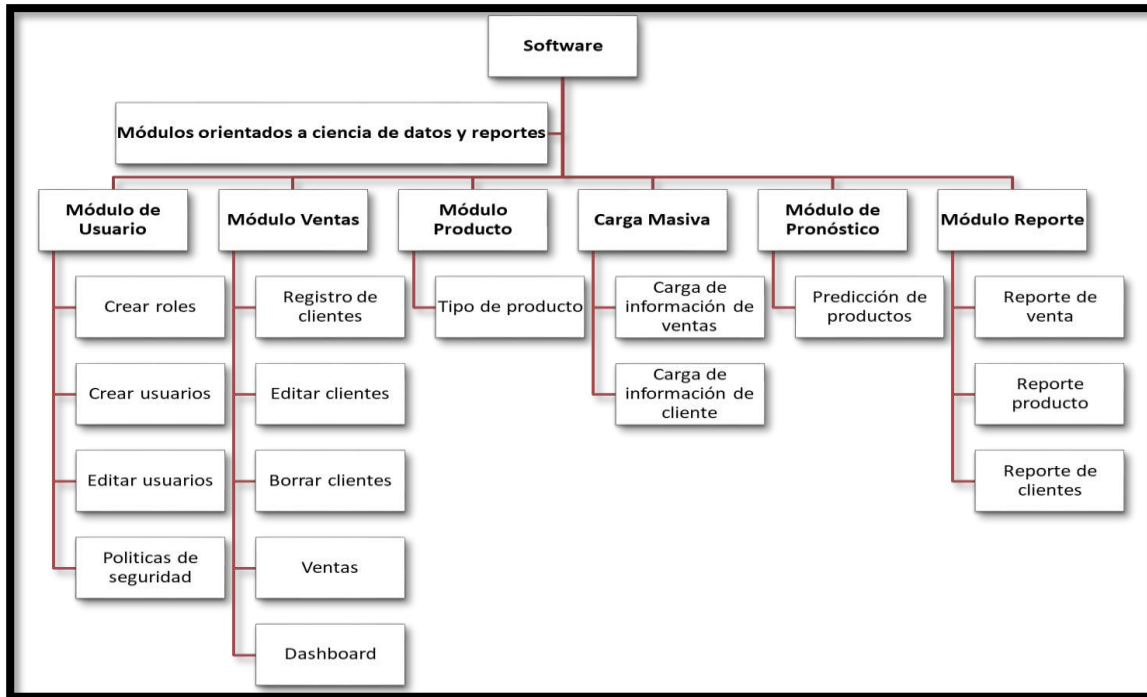 Software
Módulos orientados a ciencia de datos y reportes
Módulo de
Usuario
Módulo Ventas
Módulo
Producto
Carga Masiva
Módulo de
Pronóstico
Módulo Reporte
Crear roles
Crear usuarios
Editar usuarios
Politicas de
seguridad
Registro de
clientes
Editar clientes
Borrar clientes
Ventas
Dashboard
Tipo de producto
Carga de
información de
ventas
Carga de
información de
cliente
Predicción de
productos
Reporte de
venta
Reporte
producto
Reporte de
clientes